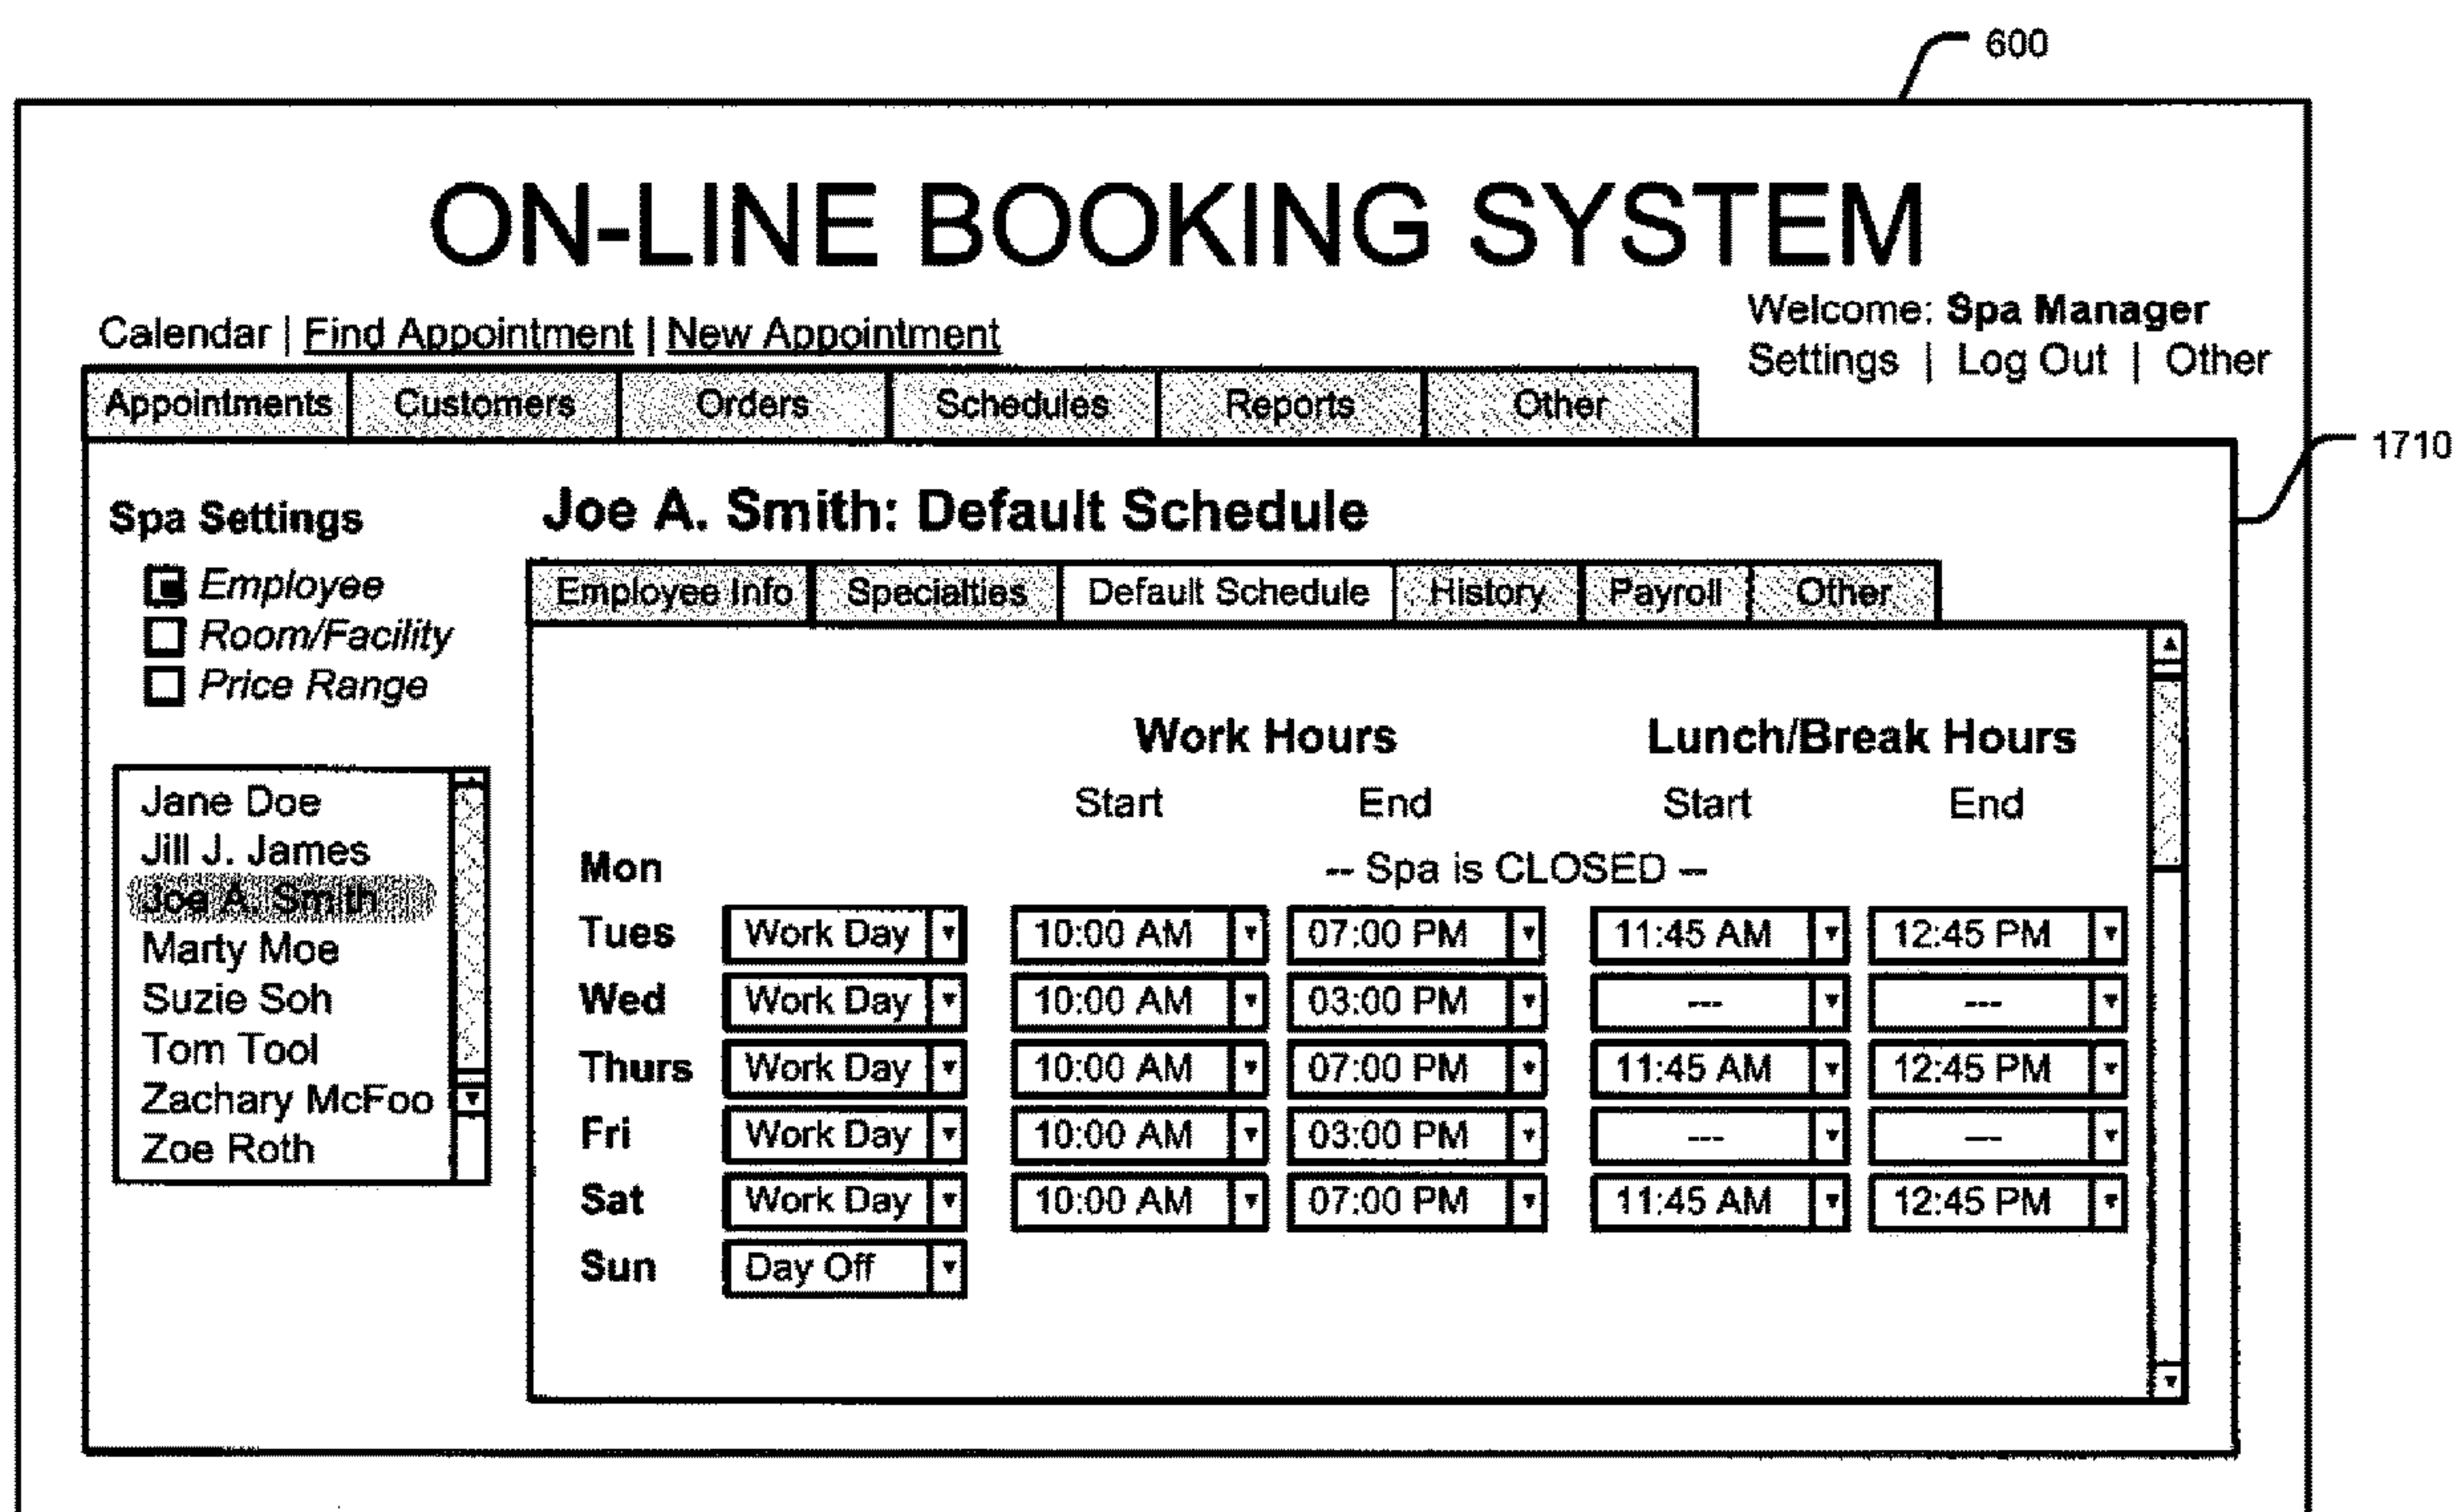 600
ON-LINE BOOKING SYSTEM
Welcome: Spa Manager
Calendar | Find Appointment | New Appointment
Settings | Log Out | Other
Appointments Customers Orders Schedules Reports Other
1710
Spa Settings
Employee
Room/Facility
Price Range
Jane Doe
Jill J. James
Joe A. Smith
Marty Moe
Suzie Soh
Tom Tool
Zachary McFoo
Zoe Roth
Joe A. Smith: Default Schedule
Employee Info Specialties Default Schedule History Payroll Other
Work Hours Lunch/Break Hours
Start End Start End
Mon -- Spa is CLOSED --
Tues Work Day 10:00 AM 07:00 PM 11:45 AM 12:45 PM
Wed Work Day 10:00 AM 03:00 PM --- ---
Thurs Work Day 10:00 AM 07:00 PM 11:45 AM 12:45 PM
Fri Work Day 10:00 AM 03:00 PM --- ---
Sat Work Day 10:00 AM 07:00 PM 11:45 AM 12:45 PM
Sun Day Off